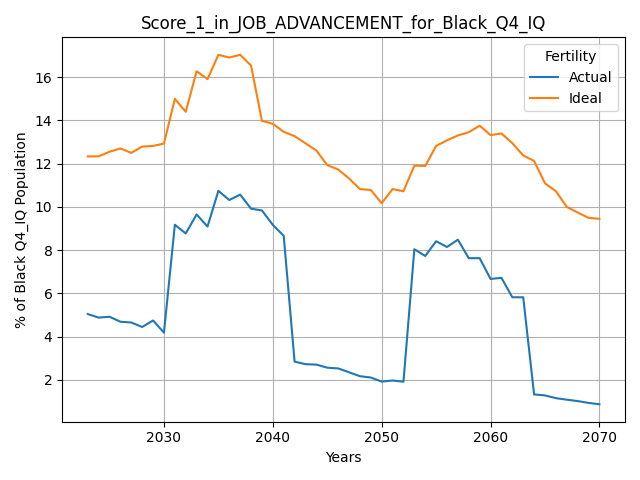 Score_1_in_JOB_ADVANCEMENT_for_Black_Q4_IQ
% of Black Q4_IQ Population
16
14
12
10
8
6
4
2
Fertility
Actual
Ideal
2030 2040 2050 2060 2070
Years